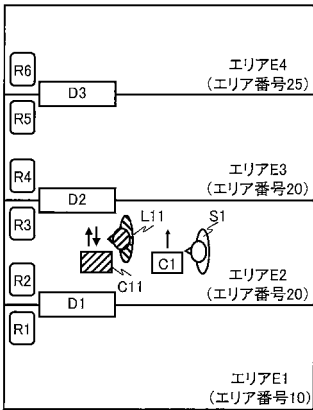 R6
エリアE4
(エリア番号25)
D3
R5
R4
エリアE3
(エリア番号20)
D2
L11
S1
R3
C1
C11
R2
エリアE2
(エリア番号20)
D1
R1
エリアE1
(エリア番号10)